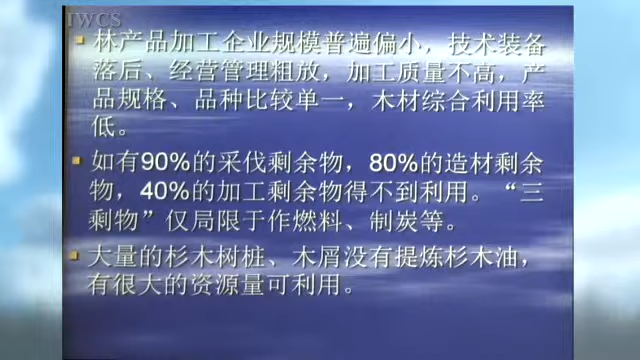 IWCS
林产品加工企业规模普遍偏小，技术装备
落后、经营管理粗放，加工质量不高，产
品规格、品种比较单一，木材综合利用率
低。
如有90%的采伐剩余物，80%的造材剩余
物，40%的加工剩余物得不到利用。“三
剩物”仅局限于作燃料、制炭等。
大量的杉木树桩、木屑没有提炼杉木油，
有很大的资源量可利用。